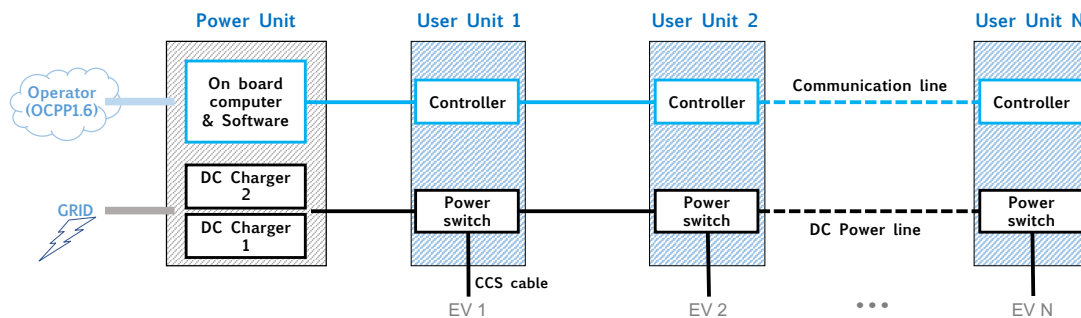 Power Unit
User Unit 1
User Unit 2
User Unit N
Operator
(OCPP1.6)
On board
computer
& Software
Controller
Controller
Communication line
Controller
DC Charger
2
GRID
DC Charger
1
Power
switch
Power
switch
DC Power line
Power
switch
CCS cable
EV 1
EV 2
...
EV N